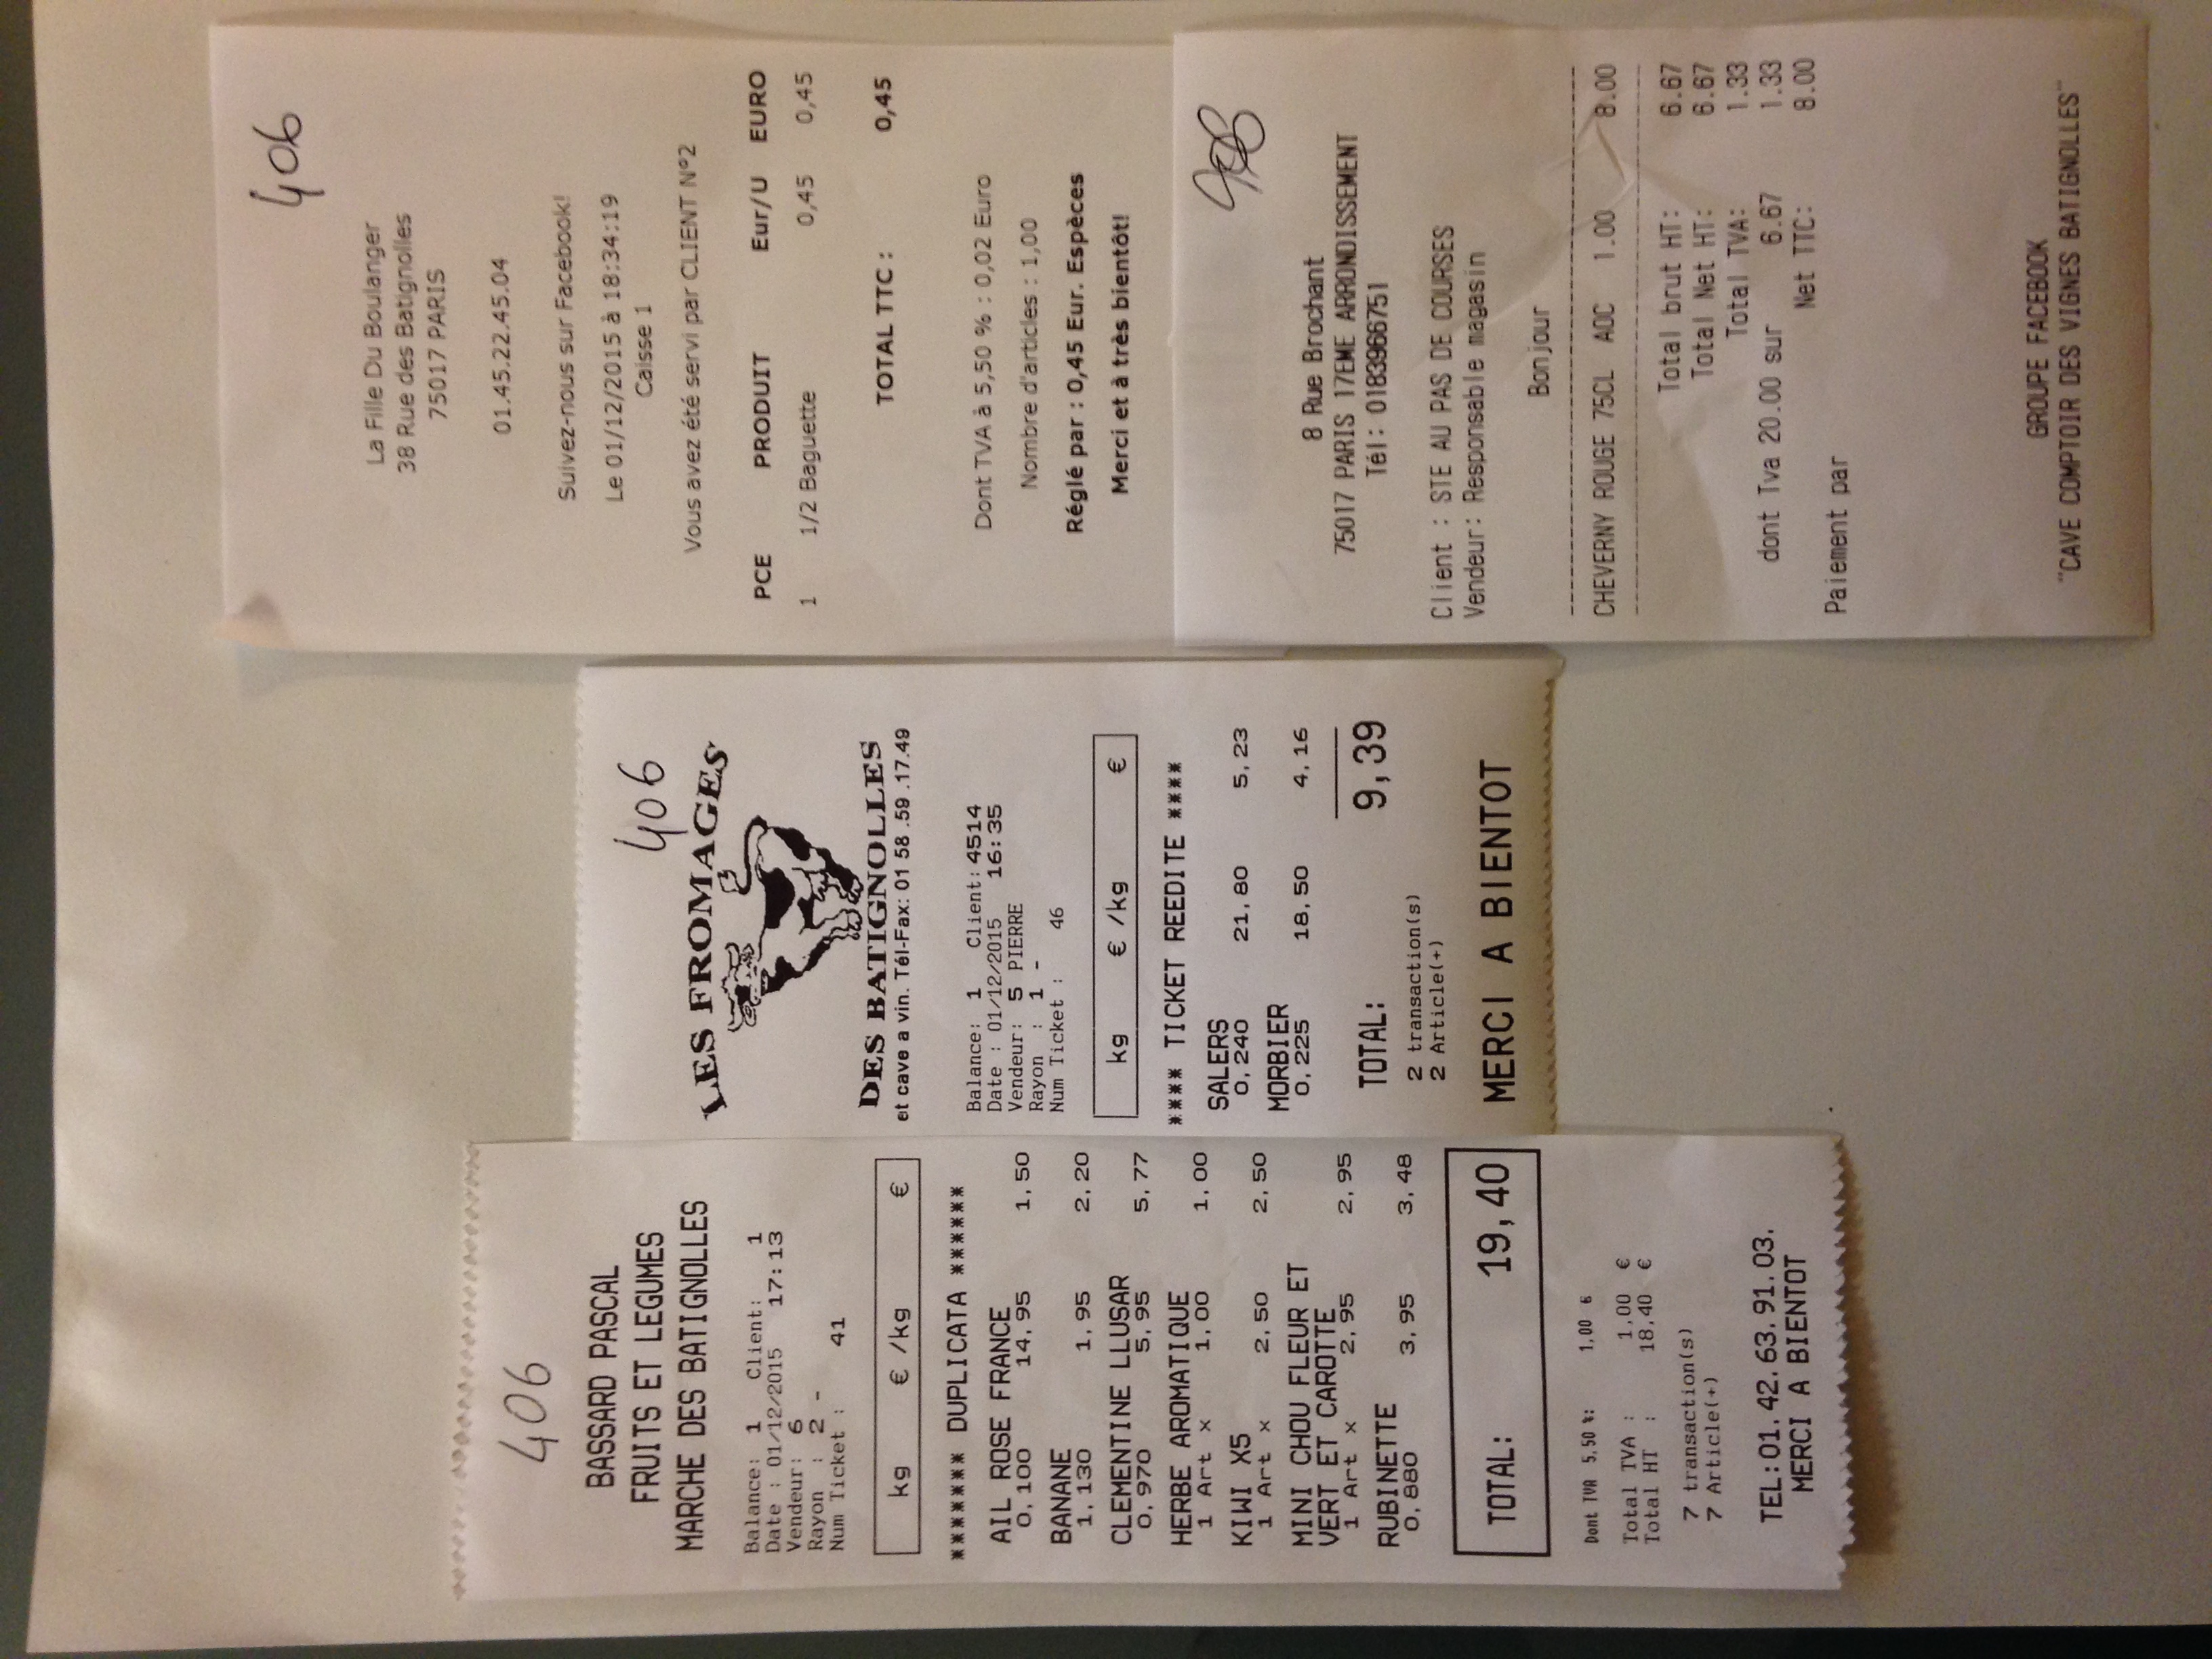 406
BASSARD PASCAL
FRUITS ET LEGUMES
MARCHE DES BATIGNOLLES
Balance: 1 Client: 1
Date : 01/12/2015 17:13
Vendeur: 6
Rayon : 2 -
Num Ticket : 41
kg € /kg €
******* DUPLICATA ******
AIL ROSE FRANCE
0,100 14,95 1,50
BANANE
1,130 1,95 2,20
CLEMENTINE LLUSAR
0,970 5,95 5,77
HERBE AROMATIQUE
1 Art x 1,00 1,00
KIWI X5
1 Art x 2,50 2,50
MINI CHOU FLEUR ET
VERT ET CAROTTE
1 Art x 2,95 2,95
RUBINETTE
0,880 3,95 3,48
TOTAL: 19,40
Dont TVA 5,50 %: 1,00 €
Total TVA : 1,00 €
Total HT : 18,40 €
7 transaction(s)
7 Article(+)
TEL:01.42.63.91.03.
MERCI A BIENTOT
406
LES FROMAGES
DES BATIGNOLLES
et cave a vin. Tél-Fax: 01 58 .59 .17.49
Balance: 1 Client:4514
Date : 01/12/2015 16:35
Vendeur: 5 PIERRE
Rayon : 1 -
Num Ticket : 46
kg € /kg €
**** TICKET REEDITE ****
SALERS
0,240 21,80 5,23
MORBIER
0,225 18,50 4,16
TOTAL: 9,39
2 transaction(s)
2 Article(+)
MERCI A BIENTOT
406
La Fille Du Boulanger
38 Rue des Batignolles
75017 PARIS
01.45.22.45.04
Suivez-nous sur Facebook!
Le 01/12/2015 à 18:34:19
Caisse 1
Vous avez été servi par CLIENT N°2
PCE PRODUIT Eur/U EURO
1 1/2 Baguette 0,45 0,45
TOTAL TTC : 0,45
Dont TVA à 5,50 % : 0,02 Euro
Nombre d'articles : 1,00
Réglé par : 0,45 Eur. Espèces
Merci et à très bientôt!
8 Rue Brochant
75017 PARIS 17EME ARRONDISSEMENT
Tél: 0183966751
Client : STE AU PAS DE COURSES
Vendeur: Responsable magasin
Bonjour
CHEVERNY ROUGE 75CL AOC 1.00 8.00
Total brut HT: 6.67
Total Net HT: 6.67
Total TVA: 1.33
dont Tva 20.00 sur 6.67 1.33
Net TTC: 8.00
Paiement par
GROUPE FACEBOOK
"CAVE COMPTOIR DES VIGNES BATIGNOLLES"